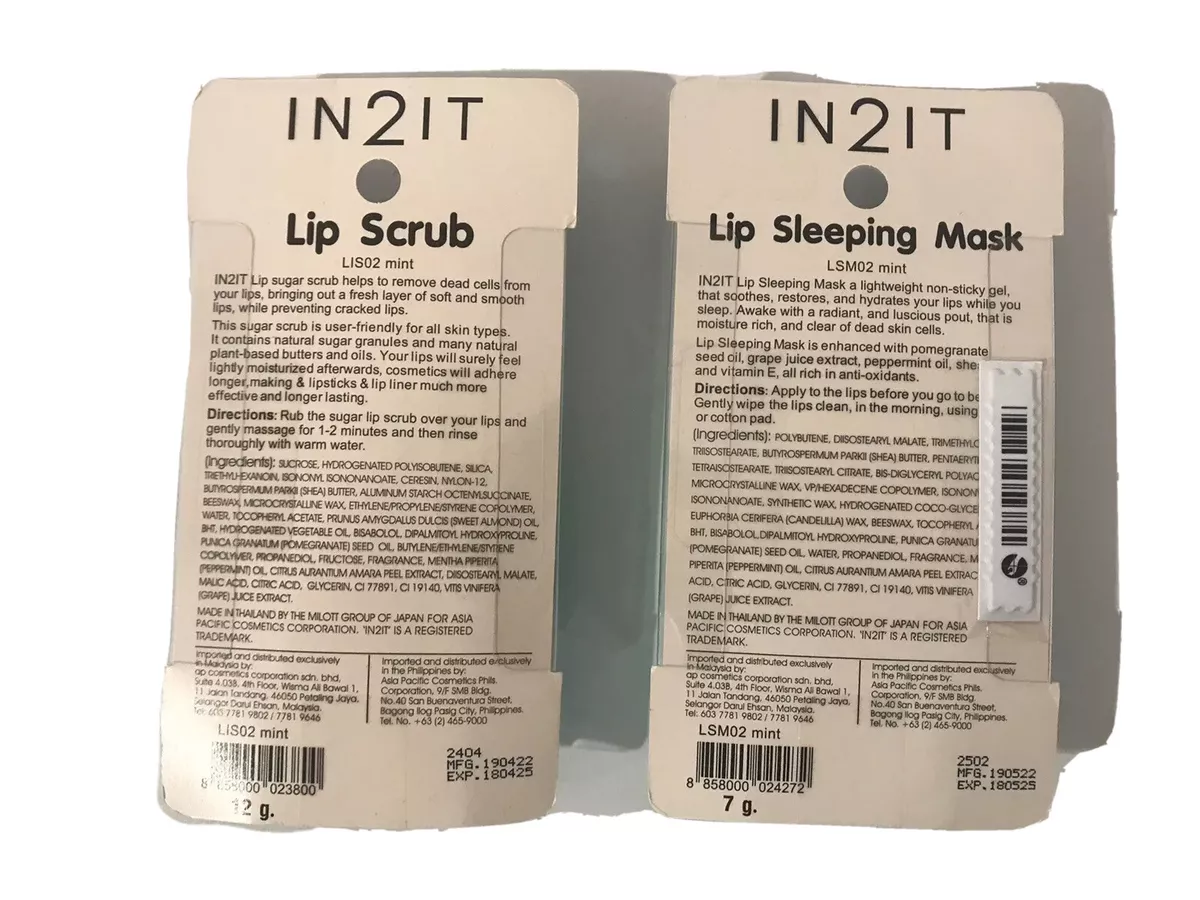 IN2IT
Lip Scrub
LIS02 mint
IN2IT Lip sugar scrub helps to remove dead cells from
your lips, bringing out a fresh layer of soft and smooth
lips, while preventing cracked lips.
This sugar scrub is user-friendly for all skin types.
It contains natural sugar granules and many natural
plant-based butters and oils. Your lips will surely feel
lightly moisturized afterwards, cosmetics will adhere
longer,making & lipsticks & lip liner much more
effective and longer lasting.
Directions: Rub the sugar lip scrub over your lips and
gently massage for 1-2 minutes and then rinse
thoroughly with warm water.
(Ingredients): SUCROSE, HYDROGENATED POLYISOBUTENE, SILICA,
TRIETHYLHEXANOIN, ISONONYL ISONONANOATE, CERESIN, NYLON-12,
BUTYROSPERMUM PARKII (SHEA) BUTTER, ALUMINUM STARCH OCTENYLSUCCINATE,
BEESWAX, MICROCRYSTALLINE WAX, ETHYLENE/PROPYLENE/STYRENE COPOLYMER,
WATER, TOCOPHERYL ACETATE, PRUNUS AMYGDALUS DULCIS (SWEET ALMOND) OIL,
BHT, HYDROGENATED VEGETABLE OIL, BISABOLOL, DIPALMITOYL HYDROXYPROLINE,
PUNICA GRANATUM (POMEGRANATE) SEED OIL, BUTYLENE/ETHYLENE/STYRENE
COPOLYMER, PROPANEDIOL, FRUCTOSE, FRAGRANCE, MENTHA PIPERITA
(PEPPERMINT) OIL, CITRUS AURANTIUM AMARA PEEL EXTRACT, DIISOSTEARYL MALATE,
MALIC ACID, CITRIC ACID, GLYCERIN, CI 77891, CI 19140, VITIS VINIFERA
(GRAPE) JUICE EXTRACT.
MADE IN THAILAND BY THE MILOTT GROUP OF JAPAN FOR ASIA
PACIFIC COSMETICS CORPORATION. 'IN2IT' IS A REGISTERED
TRADEMARK.
Imported and distributed exclusively
in Malaysia by:
ap cosmetics corporation sdn. bhd,
Suite 4.03B, 4th Floor, Wisma Ali Bawal 1,
11 Jalan Tandang, 46050 Petaling Jaya,
Selangor Darul Ehsan, Malaysia.
Tel: 603 7781 9802 / 7781 9646
Imported and distributed exclusively
in the Philippines by:
Asia Pacific Cosmetics Phils.
Corporation, 9/F SMB Bldg.
No.40 San Buenaventura Street,
Bagong Ilog Pasig City, Philippines.
Tel. No. +63 (2) 465-9000
LIS02 mint
8 858000 023800
12 g.
2404
MFG.190422
EXP.180425
IN2IT
Lip Sleeping Mask
LSM02 mint
IN2IT Lip Sleeping Mask a lightweight non-sticky gel,
that soothes, restores, and hydrates your lips while you
sleep. Awake with a radiant, and luscious pout, that is
moisture rich, and clear of dead skin cells.
Lip Sleeping Mask is enhanced with pomegranate
seed oil, grape juice extract, peppermint oil, she
and vitamin E, all rich in anti-oxidants.
Directions: Apply to the lips before you go to be
Gently wipe the lips clean, in the morning, using
or cotton pad.
(Ingredients): POLYBUTENE, DIISOSTEARYL MALATE, TRIMETHYLO
TRIISOSTEARATE, BUTYROSPERMUM PARKII (SHEA) BUTTER, PENTAERYT
TETRAISOSTEARATE, TRIISOSTEARYL CITRATE, BIS-DIGLYCERYL POLYAC
MICROCRYSTALLINE WAX, VP/HEXADECENE COPOLYMER, ISONON
ISONONANOATE, SYNTHETIC WAX, HYDROGENATED COCO-GLYCE
EUPHORBIA CERIFERA (CANDELILLA) WAX, BEESWAX, TOCOPHERYL A
BHT, BISABOLOL,DIPALMITOYL HYDROXYPROLINE, PUNICA GRANATU
(POMEGRANATE) SEED OIL, WATER, PROPANEDIOL, FRAGRANCE, M
PIPERITA (PEPPERMINT) OIL, CITRUS AURANTIUM AMARA PEEL EXTRAC
ACID, CITRIC ACID, GLYCERIN, CI 77891, CI 19140, VITIS VINIFERA
(GRAPE) JUICE EXTRACT.
MADE IN THAILAND BY THE MILOTT GROUP OF JAPAN FOR ASIA
PACIFIC COSMETICS CORPORATION. 'IN2IT' IS A REGISTERED
TRADEMARK.
Imported and distributed exclusively
in Malaysia by:
ap cosmetics corporation sdn. bhd,
Suite 4.03B, 4th Floor, Wisma Ali Bawal 1,
11 Jalan Tandang, 46050 Petaling Jaya,
Selangor Darul Ehsan, Malaysia.
Tel: 603 7781 9802 / 7781 9646
Imported and distributed exclusively
in the Philippines by:
Asia Pacific Cosmetics Phils.
Corporation, 9/F SMB Bldg.
No.40 San Buenaventura Street,
Bagong Ilog Pasig City, Philippines.
Tel. No. +63 (2) 465-9000
LSM02 mint
8 858000 024272
7 g.
2502
MFG.190522
EXP.180525